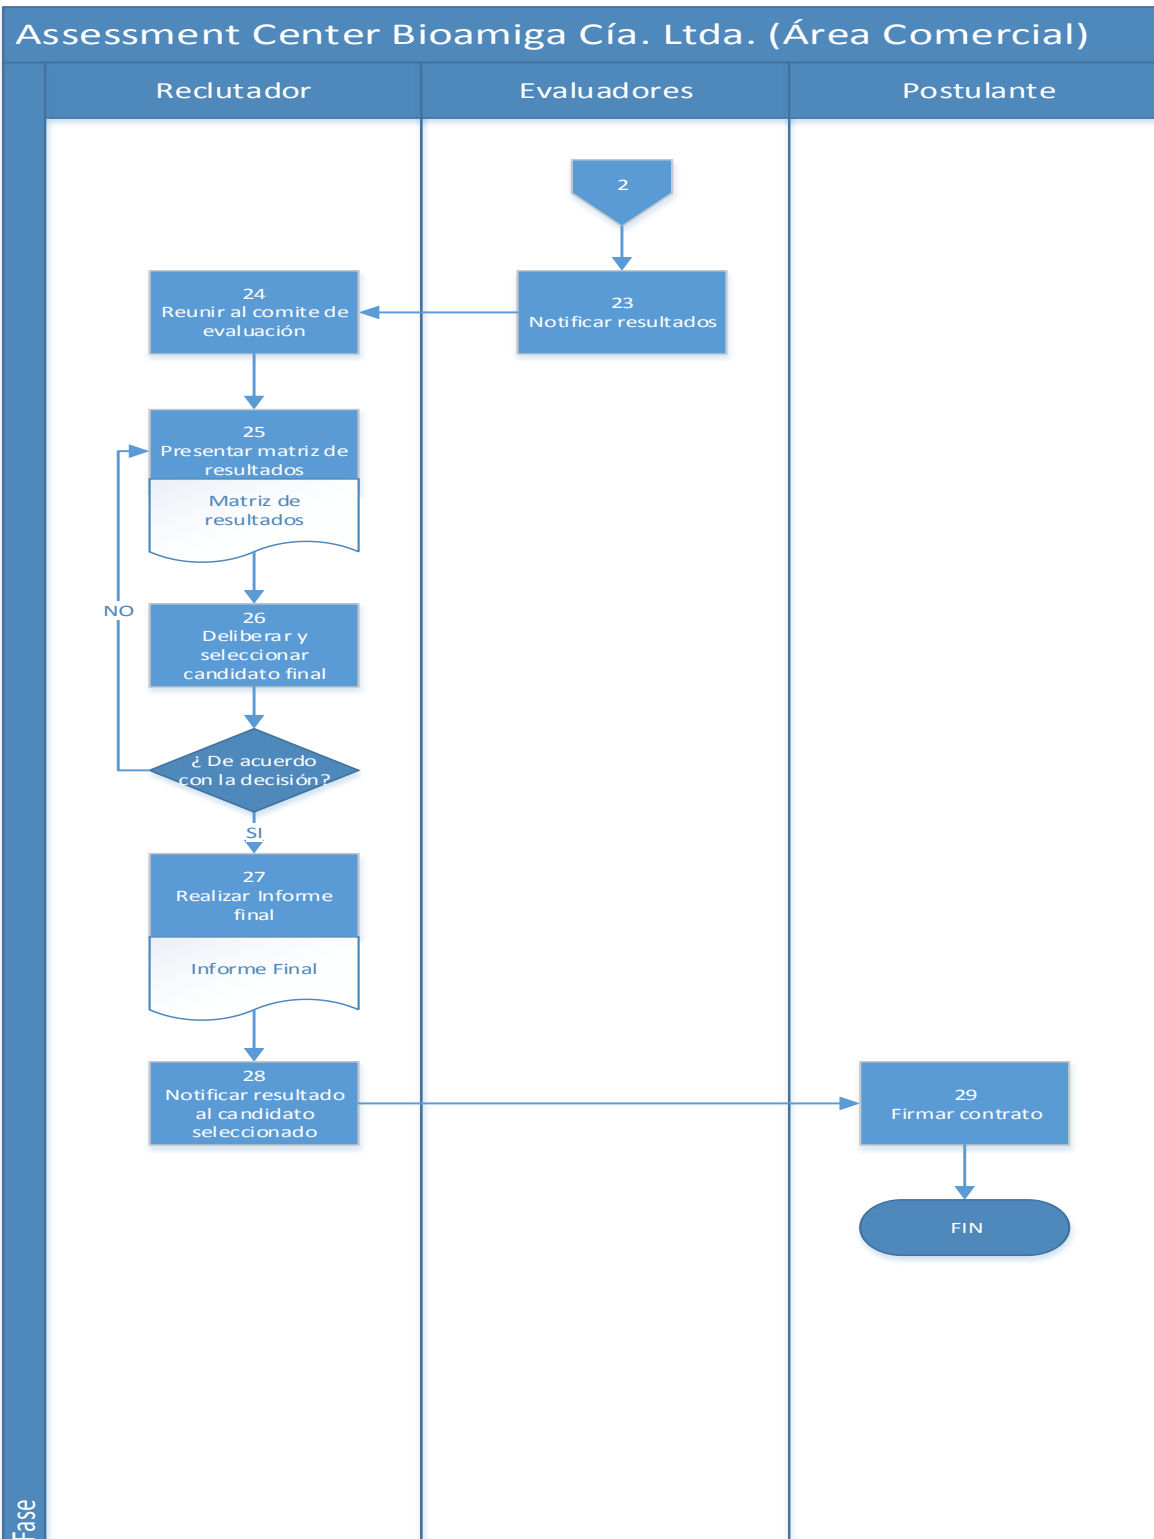 Assessment Center Bioamiga Cía. Ltda. (Área Comercial)
Reclutador
Evaluadores
Postulante
2
23
Notificar resultados
24
Reunir al comite de
evaluación
25
Presentar matriz de
resultados
Matriz de
resultados
NO
26
Deliberar y
seleccionar
candidato final
¿ De acuerdo
con la decisión?
SI
27
Realizar Informe
final
Informe Final
28
Notificar resultado
al candidato
seleccionado
29
Firmar contrato
FIN
Fase